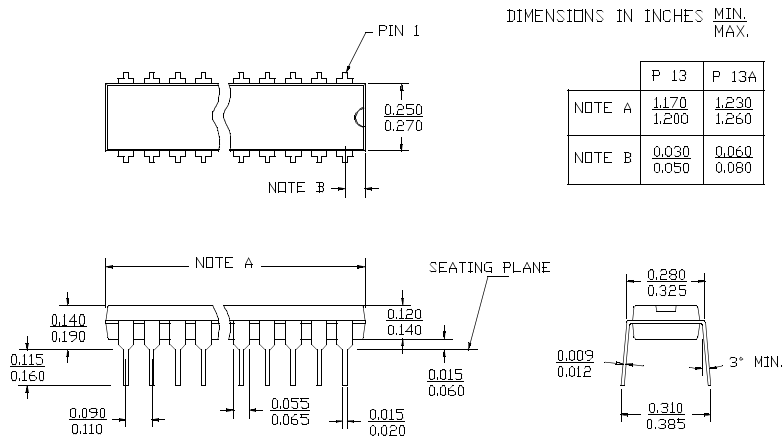 DIMENSIONS IN INCHES MIN.
MAX.
PIN 1
P 13 P 13A
NOTE A 1.170 1.230
1.200 1.260
NOTE B 0.030 0.060
0.050 0.080
0.250
0.270
NOTE B
NOTE A
SEATING PLANE
0.280
0.325
0.140
0.190
0.120
0.140
0.115
0.160
0.009
0.012
3° MIN.
0.015
0.060
0.090
0.110
0.055
0.065
0.015
0.020
0.310
0.385